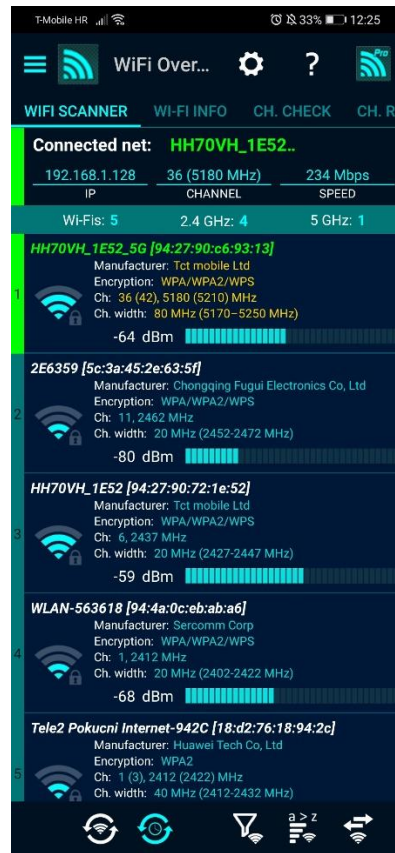 T-Mobile HR 33% 12:25
WiFi Over... ? Pro
WIFI SCANNER WI-FI INFO CH. CHECK CH. R
Connected net: HH70VH_1E52..
192.168.1.128 36 (5180 MHz) 234 Mbps
IP CHANNEL SPEED
Wi-Fis: 5 2.4 GHz: 4 5 GHz: 1
HH70VH_1E52_5G [94:27:90:c6:93:13]
Manufacturer: Tct mobile Ltd
Encryption: WPA/WPA2/WPS
1 Ch: 36 (42), 5180 (5210) MHz
Ch. width: 80 MHz (5170–5250 MHz)
-64 dBm
2E6359 [5c:3a:45:2e:63:5f]
Manufacturer: Chongqing Fugui Electronics Co, Ltd
Encryption: WPA/WPA2/WPS
2 Ch: 11, 2462 MHz
Ch. width: 20 MHz (2452-2472 MHz)
-80 dBm
HH70VH_1E52 [94:27:90:72:1e:52]
Manufacturer: Tct mobile Ltd
Encryption: WPA/WPA2/WPS
3 Ch: 6, 2437 MHz
Ch. width: 20 MHz (2427-2447 MHz)
-59 dBm
WLAN-563618 [94:4a:0c:eb:ab:a6]
Manufacturer: Sercomm Corp
Encryption: WPA/WPA2/WPS
4 Ch: 1, 2412 MHz
Ch. width: 20 MHz (2402-2422 MHz)
-68 dBm
Tele2 Pokucni Internet-942C [18:d2:76:18:94:2c]
Manufacturer: Huawei Tech Co, Ltd
Encryption: WPA2
5 Ch: 1 (3), 2412 (2422) MHz
Ch. width: 40 MHz (2412-2432 MHz)
a > z